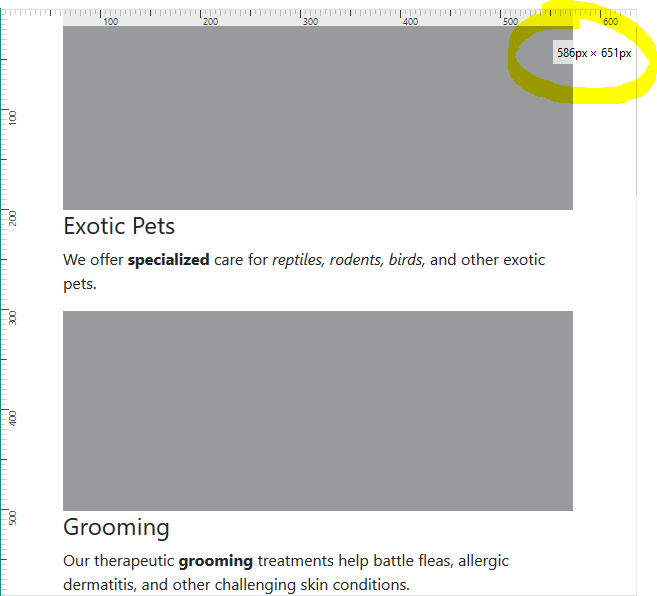 100 200 300 400 500 600
586px × 651px
100
200
Exotic Pets
We offer specialized care for reptiles, rodents, birds, and other exotic
pets.
300
400
500
Grooming
Our therapeutic grooming treatments help battle fleas, allergic
dermatitis, and other challenging skin conditions.